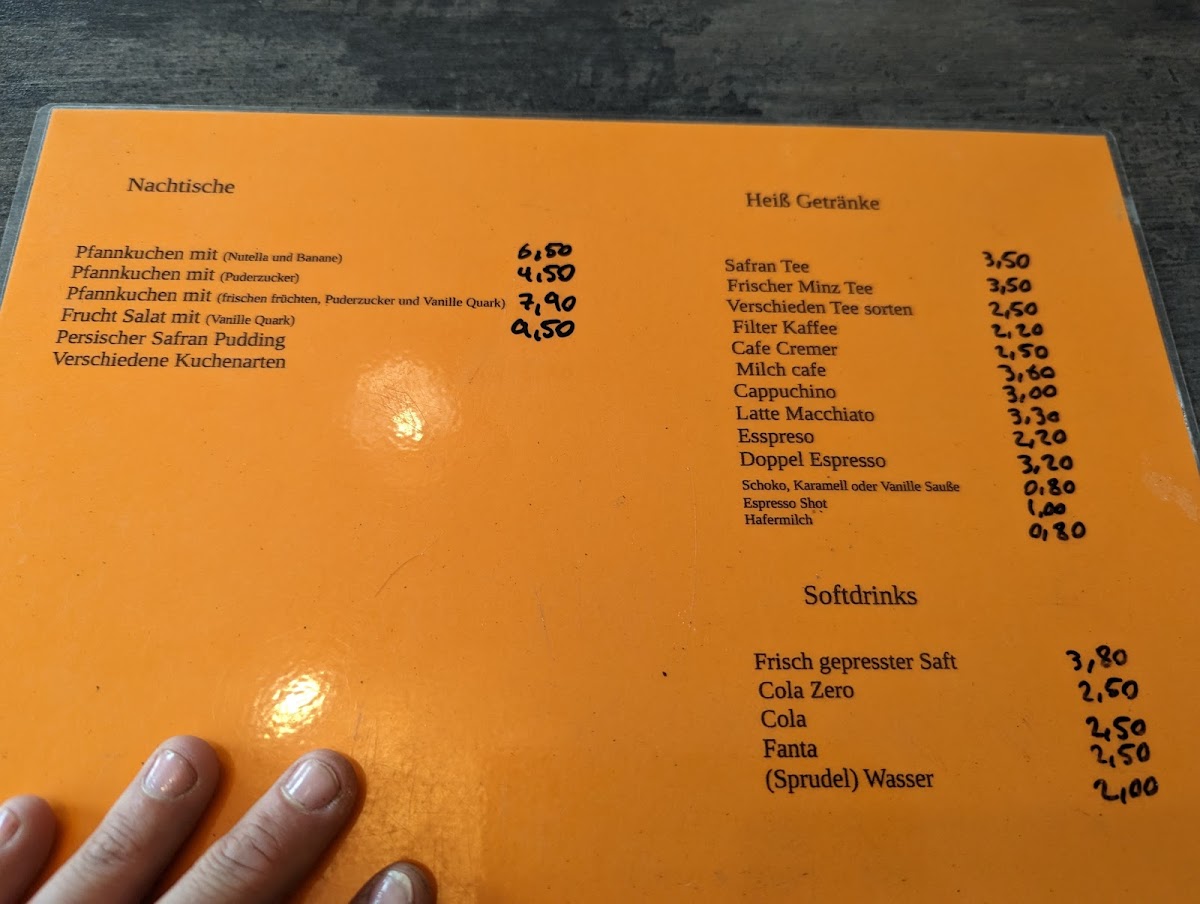 Nachtische
Pfannkuchen mit (Nutella und Banane) 6,50
Pfannkuchen mit (Puderzucker) 4,50
Pfannkuchen mit (frischen früchten, Puderzucker und Vanille Quark) 7,90
Frucht Salat mit (Vanille Quark)
Persischer Safran Pudding
Verschiedene Kuchenarten
Heiß Getränke
Safran Tee 3,50
Frischer Minz Tee 3,50
Verschieden Tee sorten 2,50
Filter Kaffee 2,20
Cafe Cremer 2,50
Milch cafe
Cappuchino 3,00
Latte Macchiato 3,30
Esspreso 2,20
Doppel Espresso 3,20
Schoko, Karamell oder Vanille Sauße 0,80
Espresso Shot 1,00
Hafermilch 0,80
Softdrinks
Frisch gepresster Saft 3,80
Cola Zero 2,50
Cola 2,50
Fanta 2,50
(Sprudel) Wasser 2,00